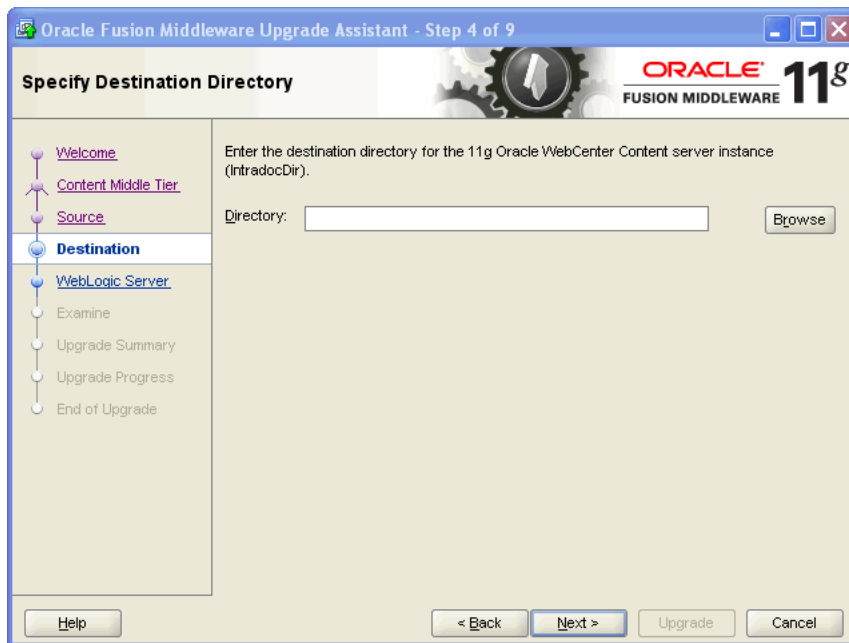 Oracle Fusion Middleware Upgrade Assistant - Step 4 of 9
Specify Destination Directory
ORACLE
FUSION MIDDLEWARE
11g
Welcome
Content Middle Tier
Source
Destination
WebLogic Server
Examine
Upgrade Summary
Upgrade Progress
End of Upgrade
Enter the destination directory for the 11g Oracle WebCenter Content server instance
(IntradocDir).
Directory:
Browse
Help
< Back
Next >
Upgrade
Cancel